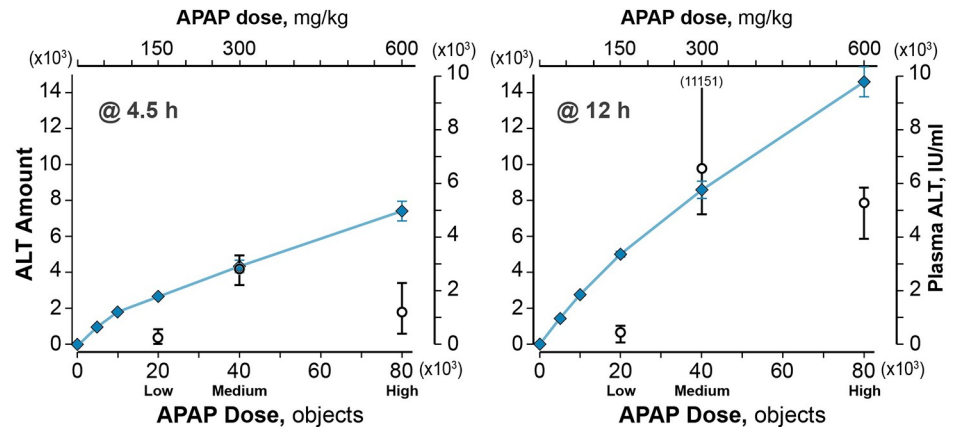 APAP dose, mg/kg
150 300 600
(x10³) (x10³)
14 12 10 8 6 4 2 0
ALT Amount
@ 4.5 h
10 8 6 4 2 0
0 20 40 60 80 (x10³)
Low Medium High
APAP Dose, objects
APAP dose, mg/kg
150 300 600
(x10³) (x10³)
(11151)
14 12 10 8 6 4 2 0
@ 12 h
10 8 6 4 2 0
Plasma ALT, IU/ml
0 20 40 60 80 (x10³)
Low Medium High
APAP Dose, objects